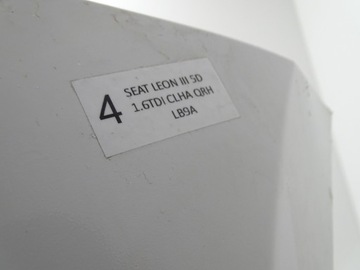 4
SEAT LEON III 5D
1.6TDI CLHA QRH
LB9A